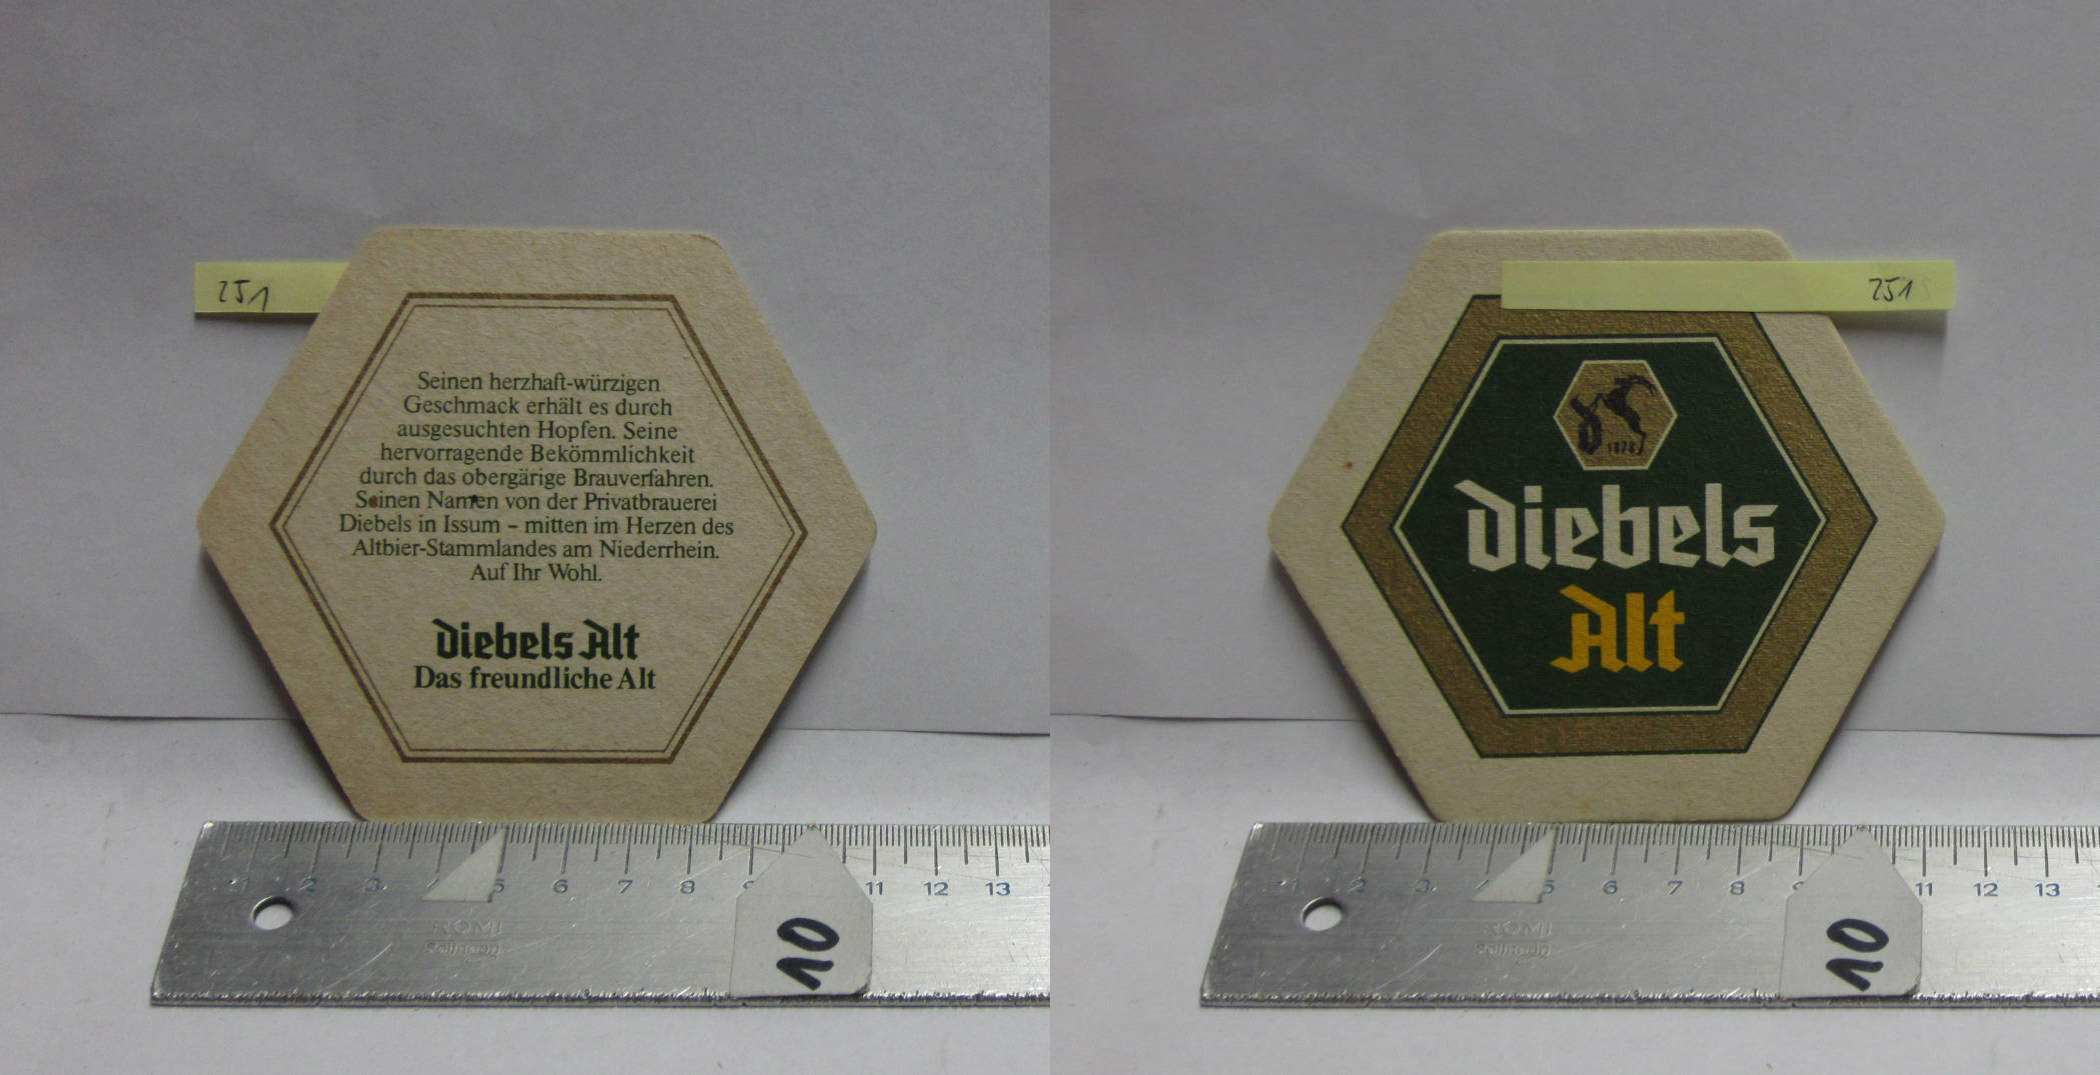 251
Seinen herzhaft-würzigen
Geschmack erhält es durch
ausgesuchten Hopfen. Seine
hervorragende Bekömmlichkeit
durch das obergärige Brauverfahren.
Seinen Namen von der Privatbrauerei
Diebels in Issum – mitten im Herzen des
Altbier-Stammlandes am Niederrhein.
Auf Ihr Wohl.
Diebels Alt
Das freundliche Alt
1 2 3 4 5 6 7 8 9 11 12 13
ROMI
10
251
1878
Diebels
Alt
1 2 3 4 5 6 7 8 9 11 12 13
ROMI
10